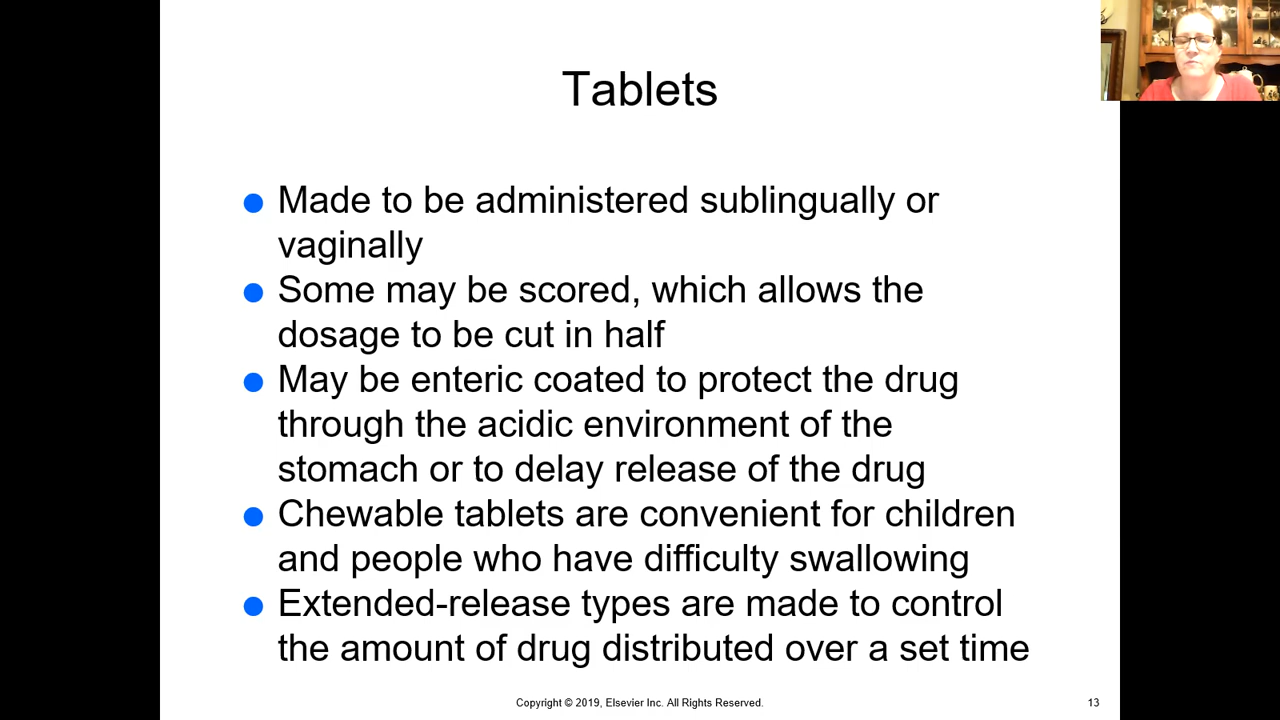 Tablets
● Made to be administered sublingually or
vaginally
● Some may be scored, which allows the
dosage to be cut in half
● May be enteric coated to protect the drug
through the acidic environment of the
stomach or to delay release of the drug
● Chewable tablets are convenient for children
and people who have difficulty swallowing
● Extended-release types are made to control
the amount of drug distributed over a set time
Copyright © 2019, Elsevier Inc. All Rights Reserved.
13